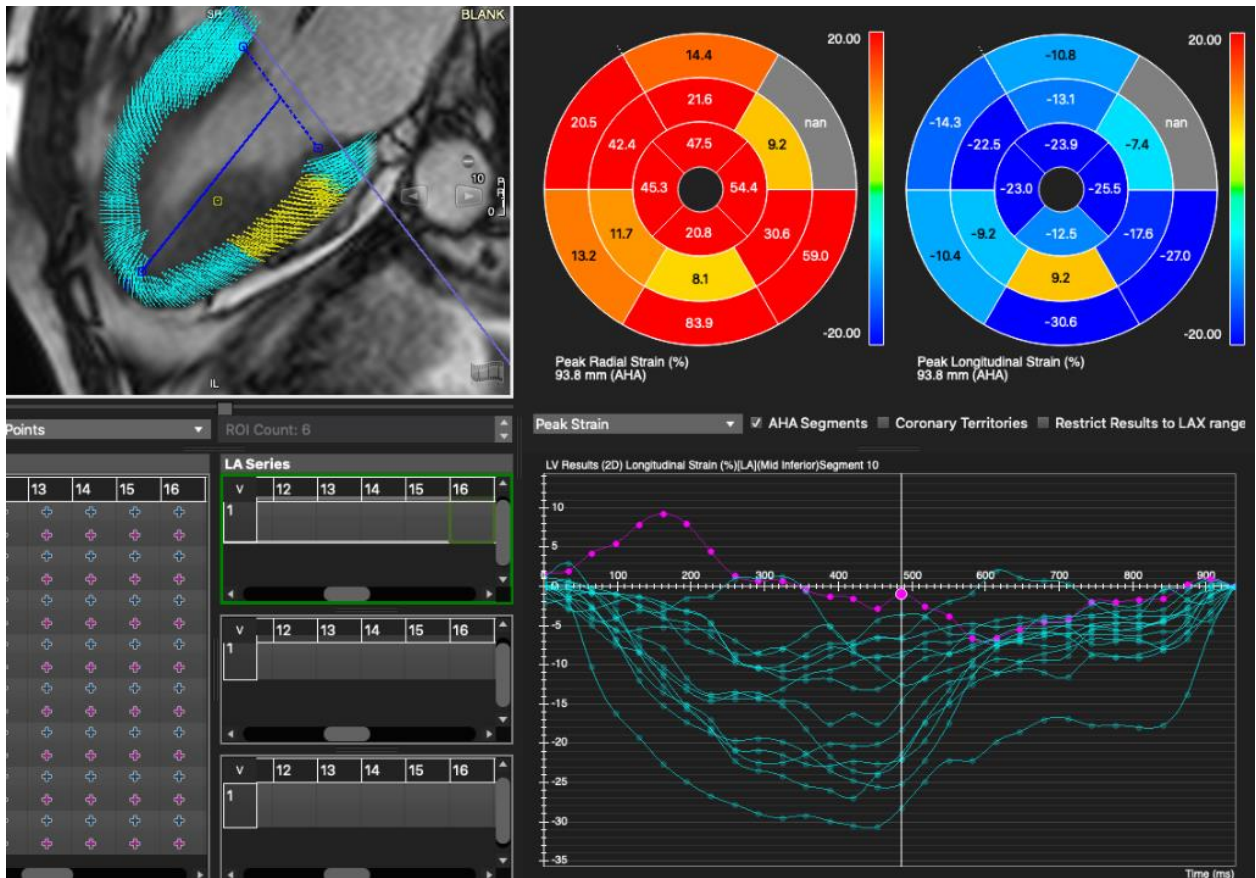 SR
BLANK
10
0
IL
20.00
14.4
21.6
20.5
nan
9.2
42.4
47.5
45.3
54.4
11.7
20.8
30.6
59.0
13.2
8.1
83.9
-20.00
Peak Radial Strain (%)
93.8 mm (AHA)
20.00
-10.8
-13.1
-14.3
nan
-7.4
-22.5
-23.9
-23.0
-25.5
-9.2
-12.5
-17.6
-27.0
-10.4
9.2
-30.6
-20.00
Peak Longitudinal Strain (%)
93.8 mm (AHA)
Points
ROI Count: 6
Peak Strain
AHA Segments
Coronary Territories
Restrict Results to LAX range
13 14 15 16
LA Series
V 12 13 14 15 16
1
V 12 13 14 15 16
1
V 12 13 14 15 16
1
LV Results (2D) Longitudinal Strain (%)[LA](Mid Inferior)Segment 10
10
5
0 100 200 300 400 500 600 700 800 900
-5
-10
-15
-20
-25
-30
-35
Time (ms)